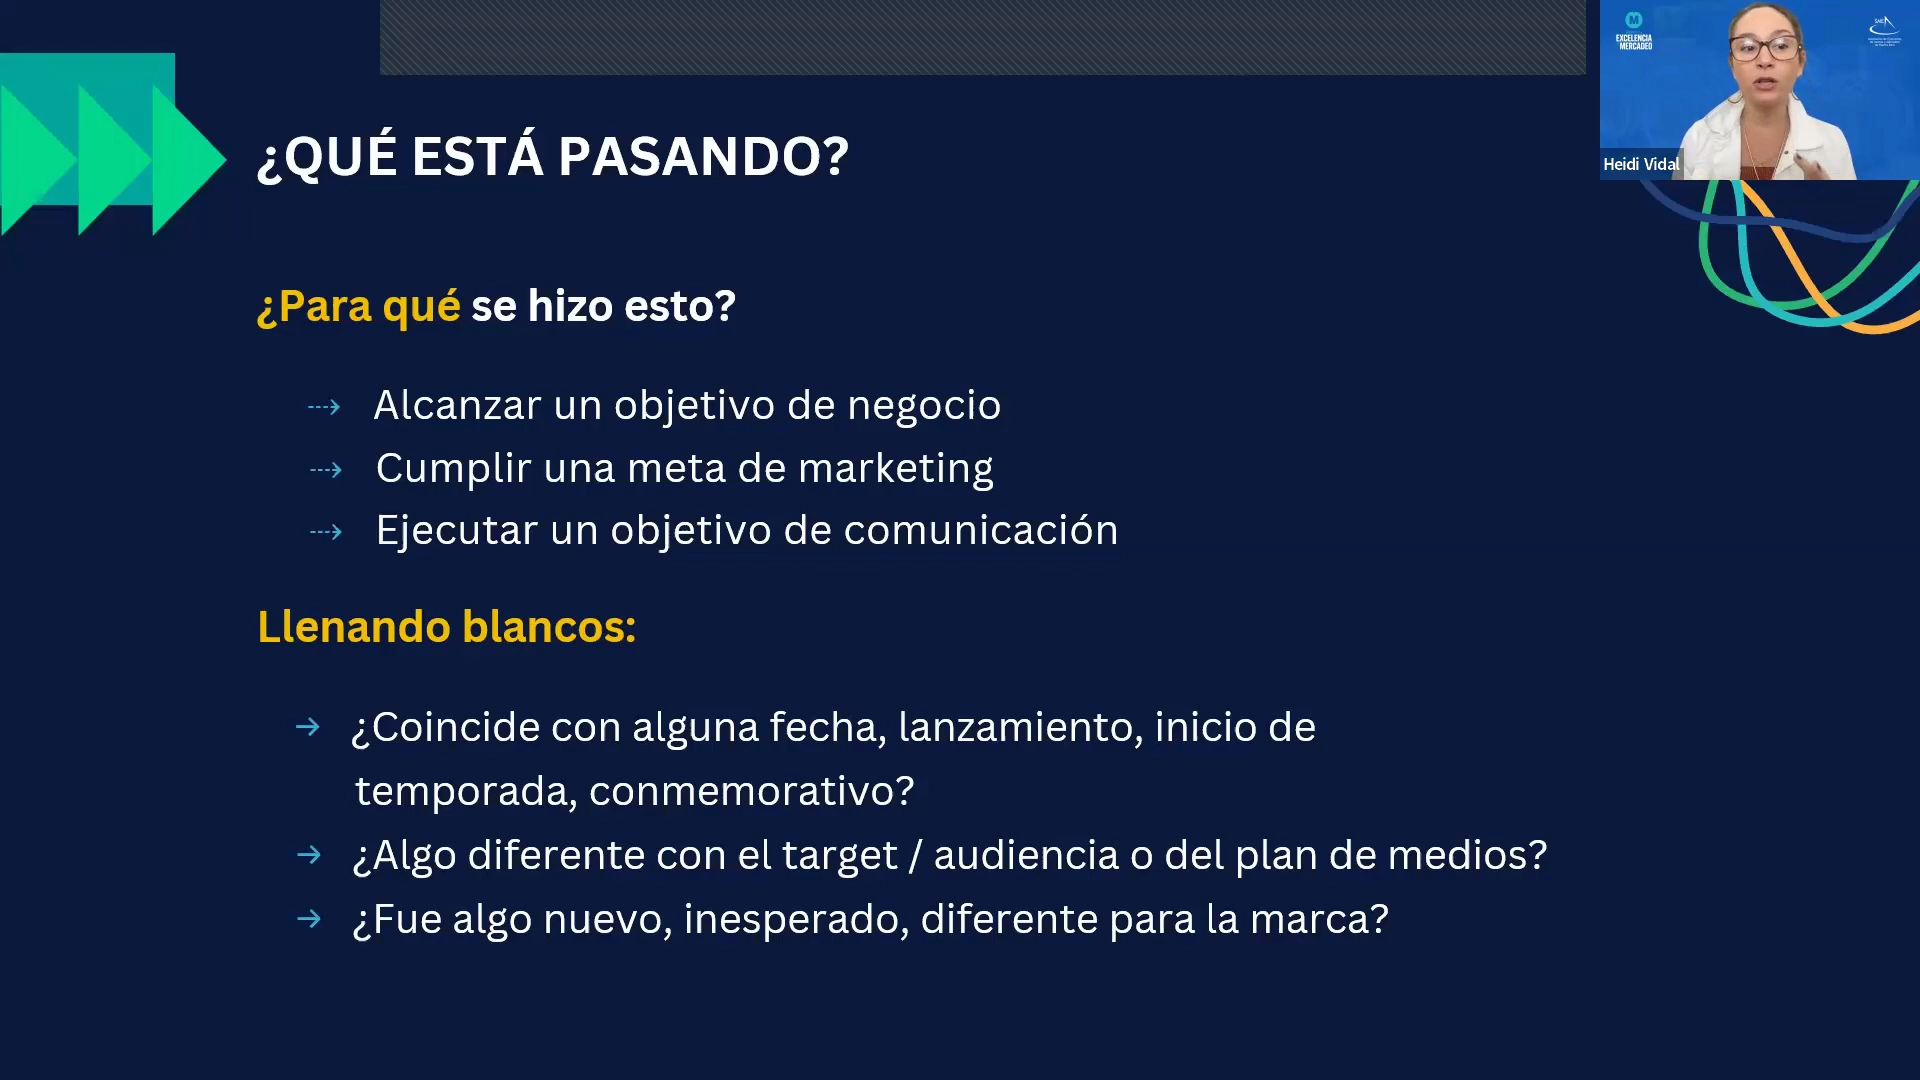 ¿QUÉ ESTÁ PASANDO?
¿Para qué se hizo esto?
Alcanzar un objetivo de negocio
Cumplir una meta de marketing
Ejecutar un objetivo de comunicación
Llenando blancos:
¿Coincide con alguna fecha, lanzamiento, inicio de
temporada, conmemorativo?
¿Algo diferente con el target / audiencia o del plan de medios?
¿Fue algo nuevo, inesperado, diferente para la marca?
M
EXCELENCIA
MERCADEO
Heidi Vidal